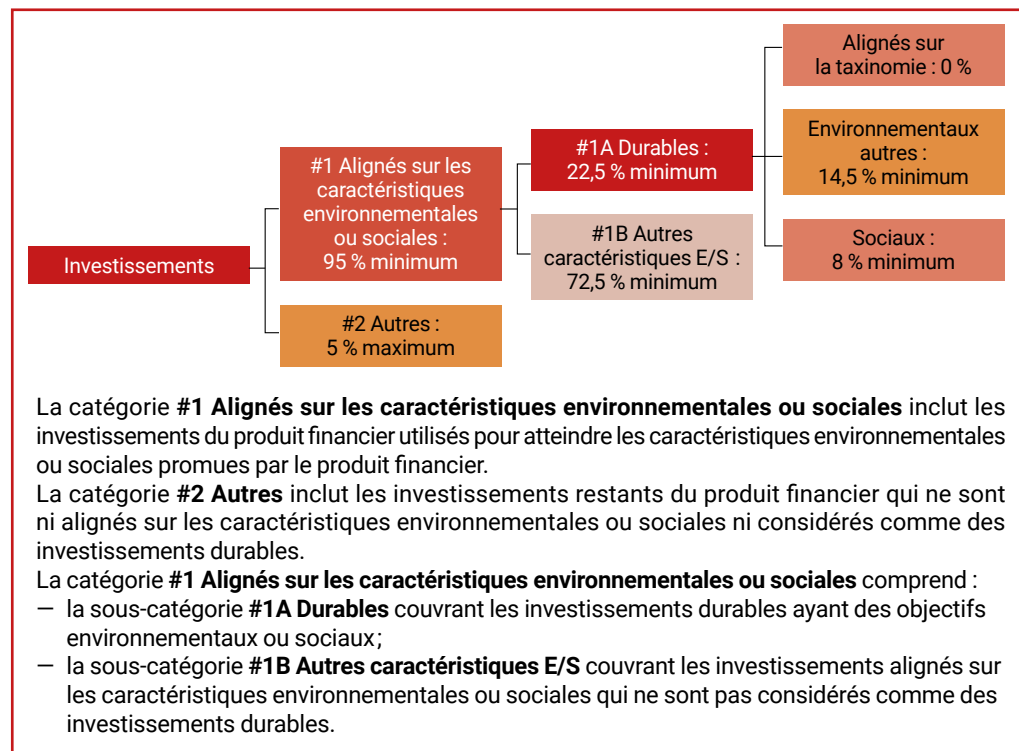 Investissements
#1 Alignés sur les
caractéristiques
environnementales
ou sociales :
95 % minimum
#2 Autres :
5 % maximum
#1A Durables :
22,5 % minimum
#1B Autres
caractéristiques E/S :
72,5 % minimum
Alignés sur
la taxinomie : 0 %
Environnementaux
autres :
14,5 % minimum
Sociaux :
8 % minimum
La catégorie #1 Alignés sur les caractéristiques environnementales ou sociales inclut les
investissements du produit financier utilisés pour atteindre les caractéristiques environnementales
ou sociales promues par le produit financier.
La catégorie #2 Autres inclut les investissements restants du produit financier qui ne sont
ni alignés sur les caractéristiques environnementales ou sociales ni considérés comme des
investissements durables.
La catégorie #1 Alignés sur les caractéristiques environnementales ou sociales comprend :
— la sous-catégorie #1A Durables couvrant les investissements durables ayant des objectifs
environnementaux ou sociaux;
— la sous-catégorie #1B Autres caractéristiques E/S couvrant les investissements alignés sur
les caractéristiques environnementales ou sociales qui ne sont pas considérés comme des
investissements durables.